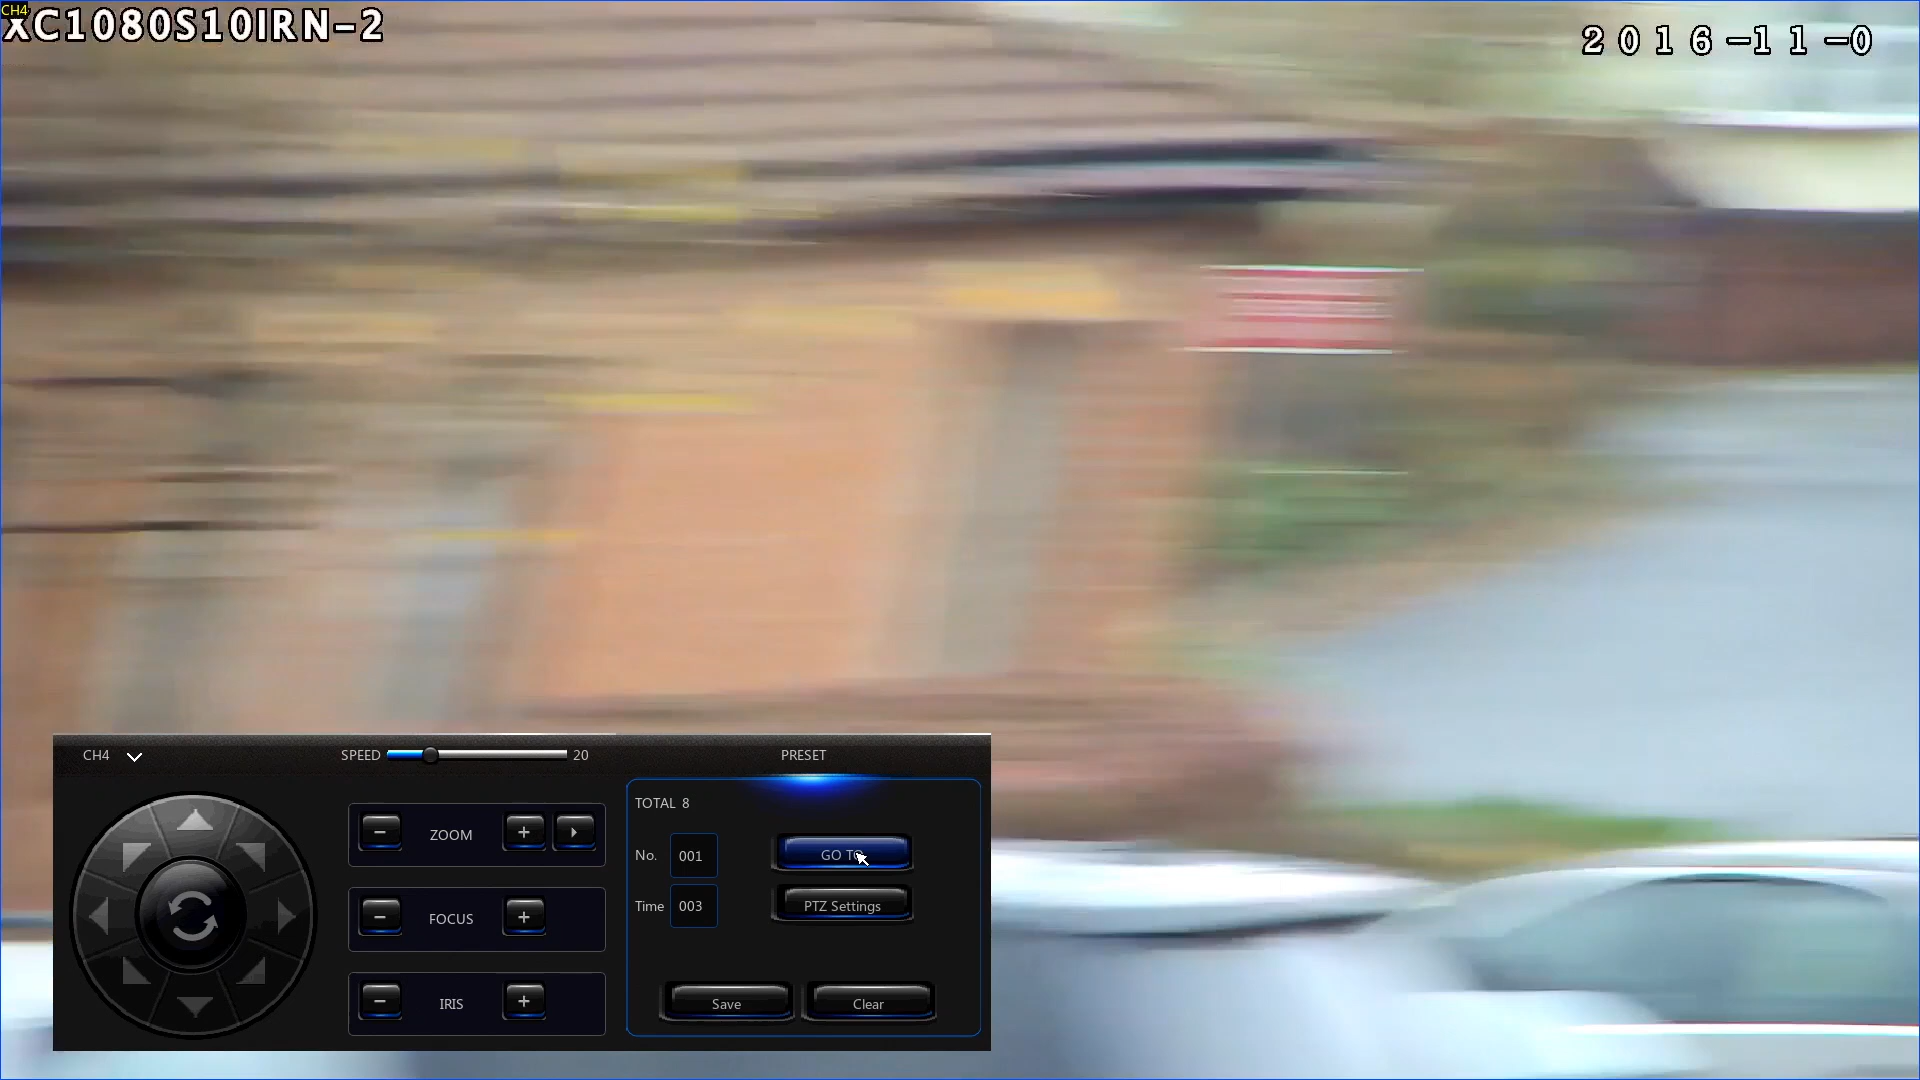 CH4
XC1080S10IRN-2
2016-11-0
CH4
SPEED 20
PRESET
TOTAL 8
ZOOM
No. 001
GO TO
Time 003
PTZ Settings
FOCUS
IRIS
Save
Clear